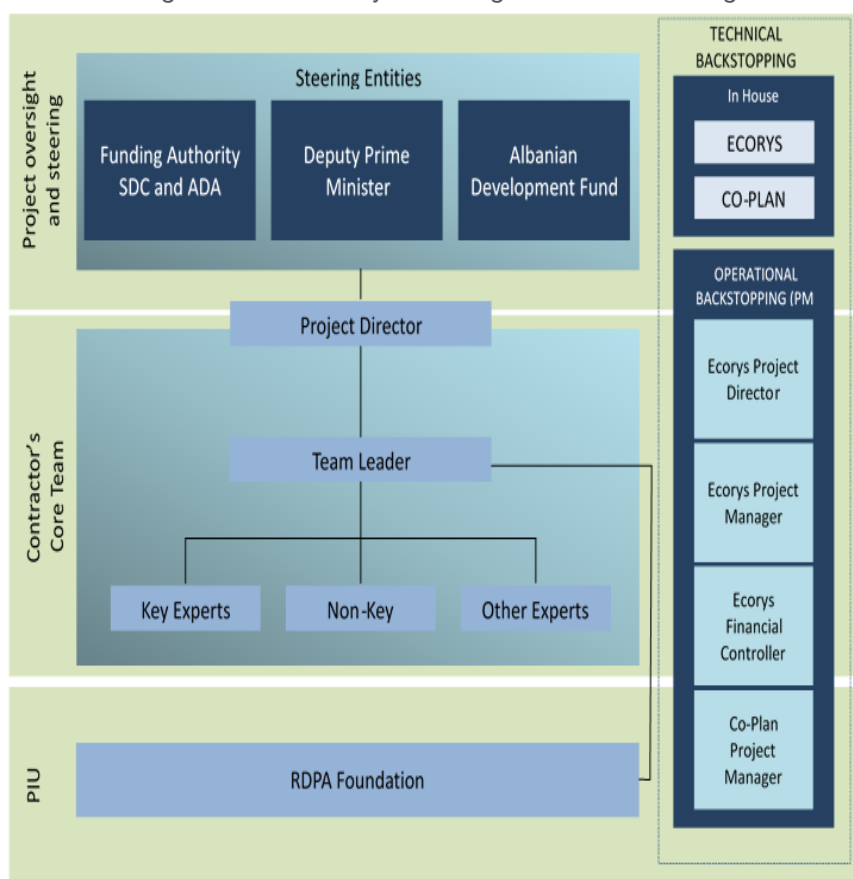 Project oversight
and steering
Steering Entities
Funding Authority
SDC and ADA
Deputy Prime
Minister
Albanian
Development Fund
Project Director
Contractor's
Core Team
Team Leader
Key Experts
Non-Key
Other Experts
PIU
RDPA Foundation
TECHNICAL
BACKSTOPPING
In House
ECORYS
CO-PLAN
OPERATIONAL
BACKSTOPPING (PM
Ecorys Project
Director
Ecorys Project
Manager
Ecorys
Financial
Controller
Co-Plan
Project
Manager